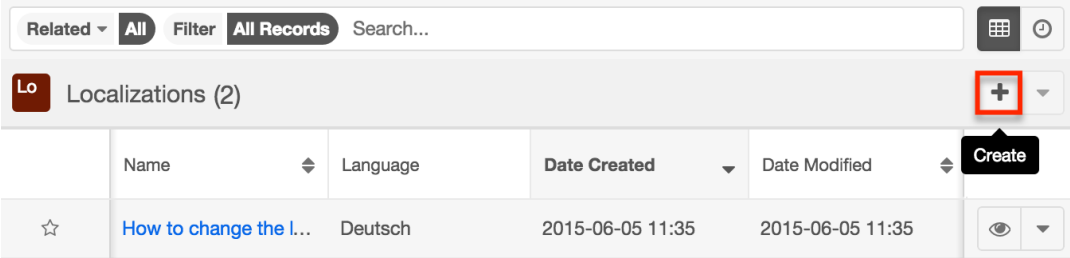 Related All Filter All Records Search...
Lo Localizations (2)
Create
Name Language Date Created Date Modified
How to change the l... Deutsch 2015-06-05 11:35 2015-06-05 11:35